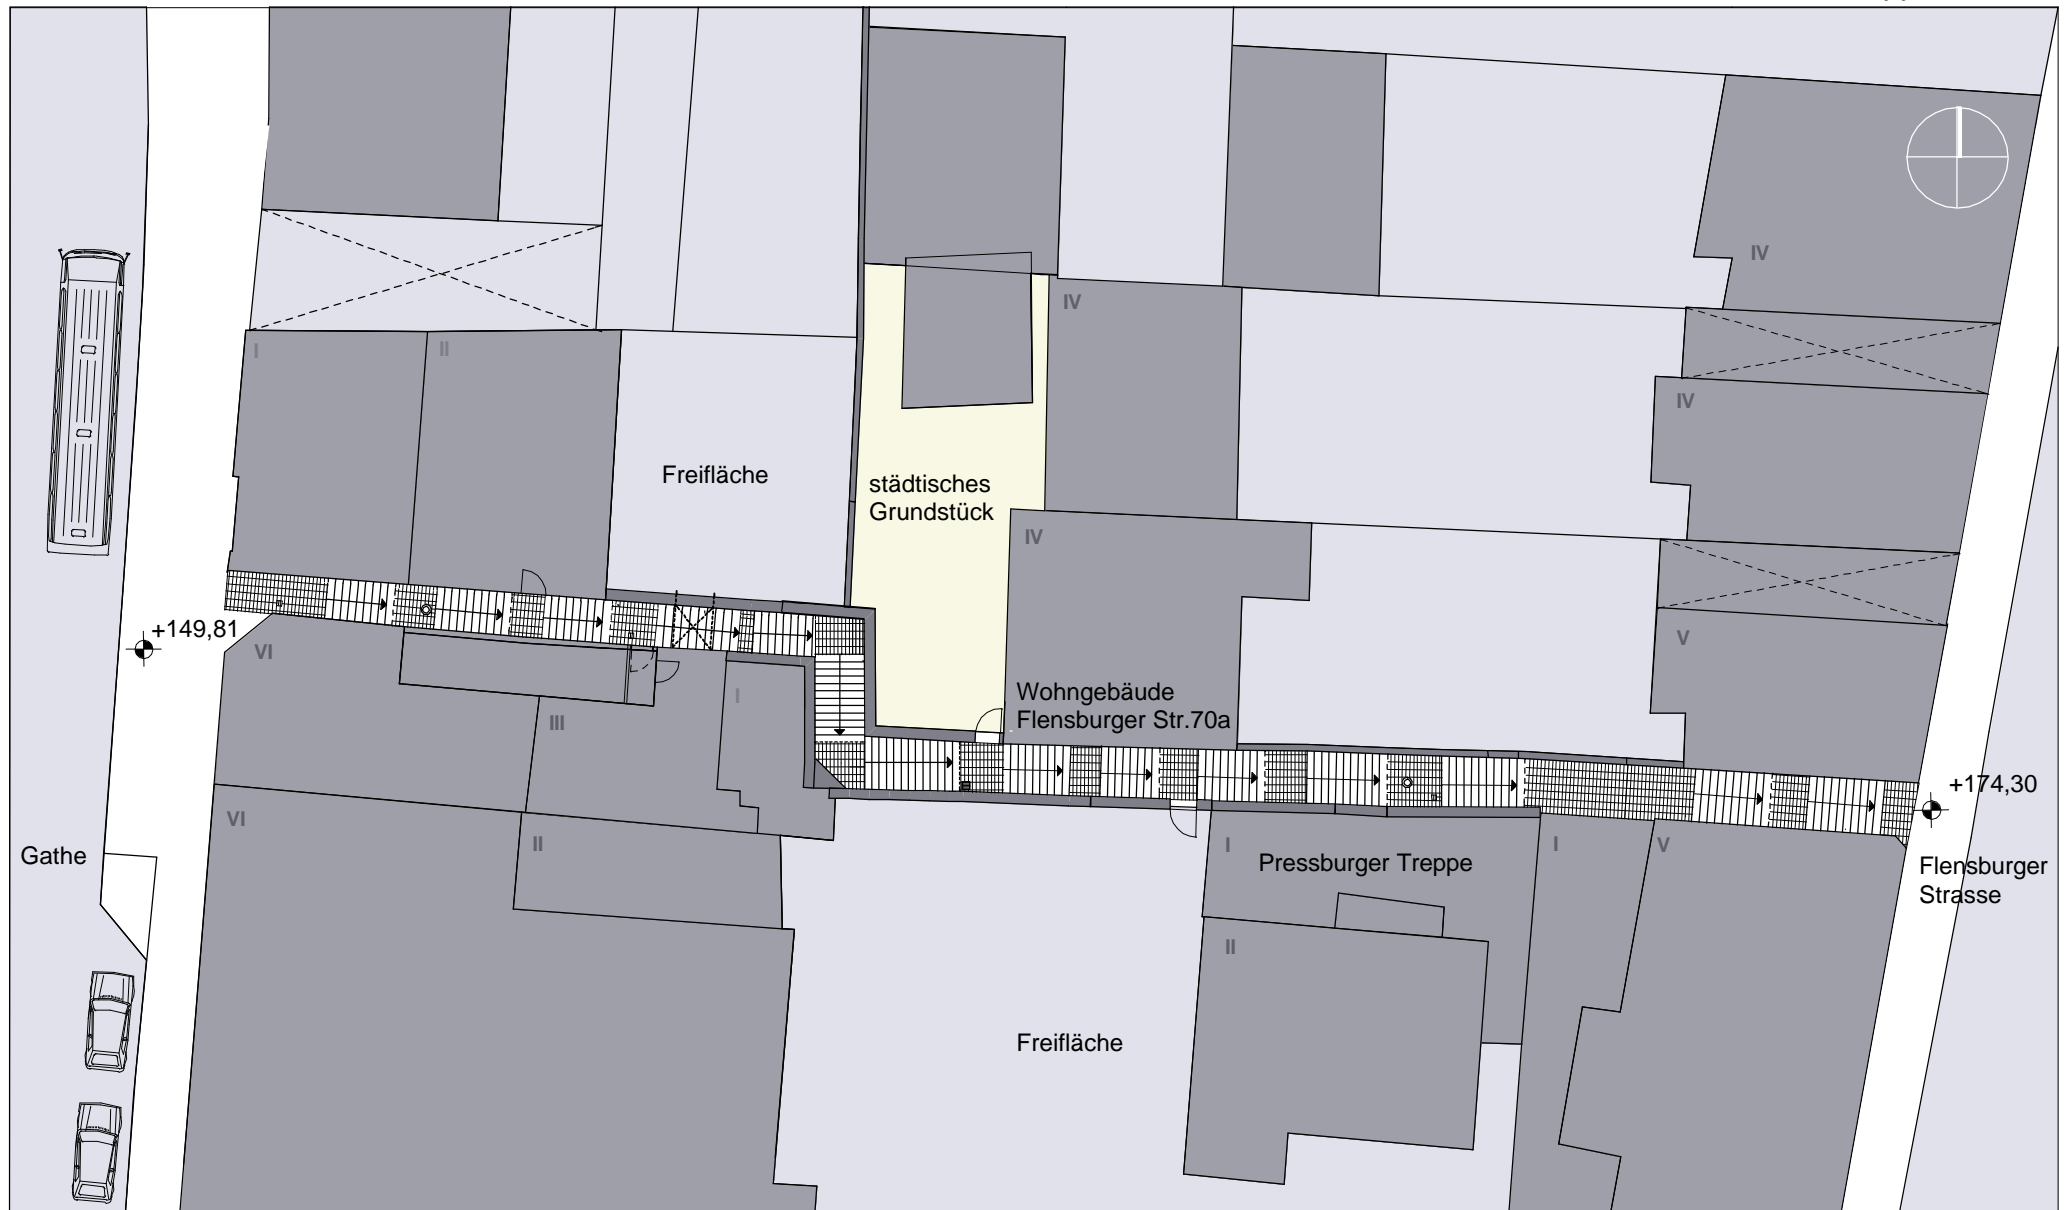 IV
IV
I
II
IV
Freifläche
städtisches
Grundstück
IV
IV
+149,81
VI
V
Wohngebäude
Flensburger Str.70a
I
III
+174,30
VI
II
Gathe
I
Pressburger Treppe
I
V
Flensburger
Strasse
II
Freifläche